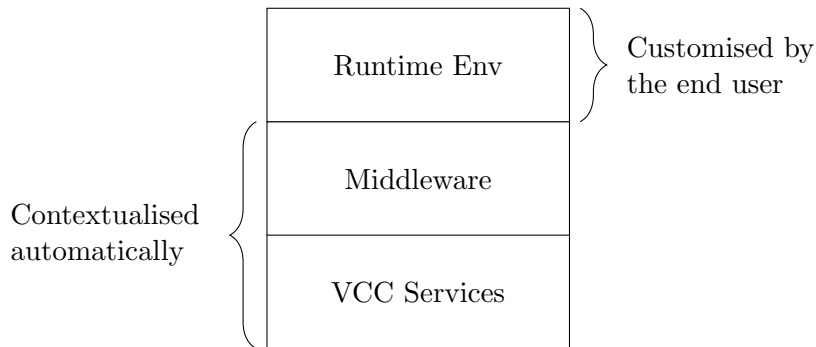 Runtime Env
Customised by
the end user
Middleware
Contextualised
automatically
VCC Services